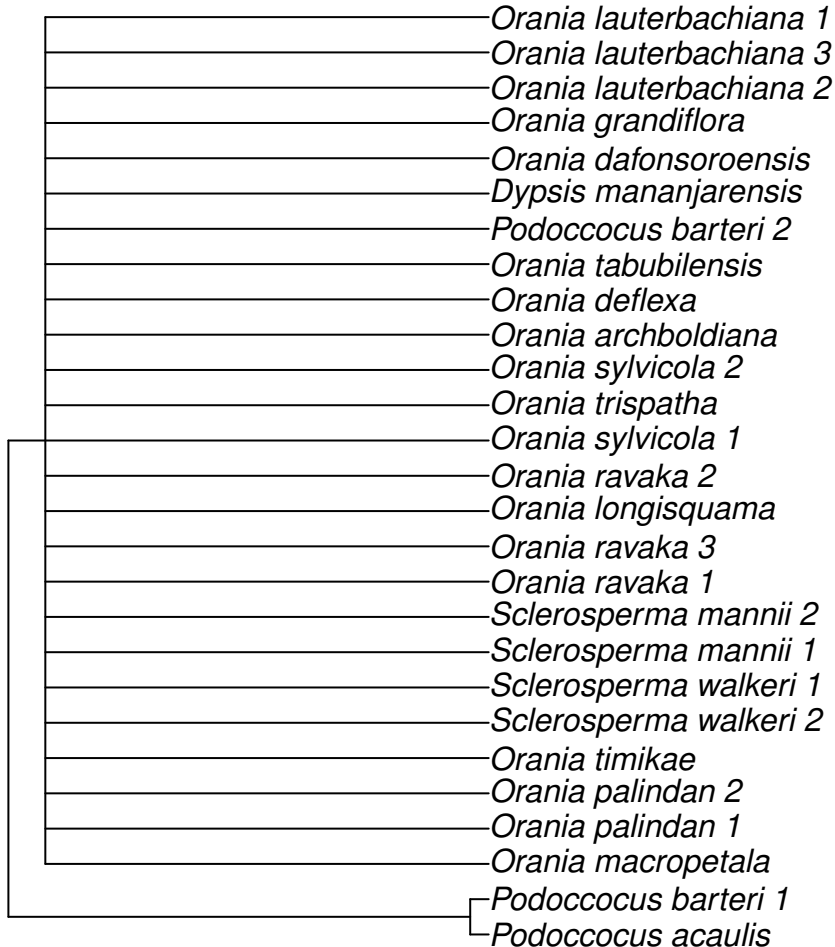 Orania lauterbachiana 1
Orania lauterbachiana 3
Orania lauterbachiana 2
Orania grandiflora
Orania dafonsoroensis
Dypsis mananjarensis
Podoccocus barteri 2
Orania tabubilensis
Orania deflexa
Orania archboldiana
Orania sylvicola 2
Orania trispatha
Orania sylvicola 1
Orania ravaka 2
Orania longisquama
Orania ravaka 3
Orania ravaka 1
Sclerosperma mannii 2
Sclerosperma mannii 1
Sclerosperma walkeri 1
Sclerosperma walkeri 2
Orania timikae
Orania palindan 2
Orania palindan 1
Orania macropetala
Podoccocus barteri 1
Podoccocus acaulis